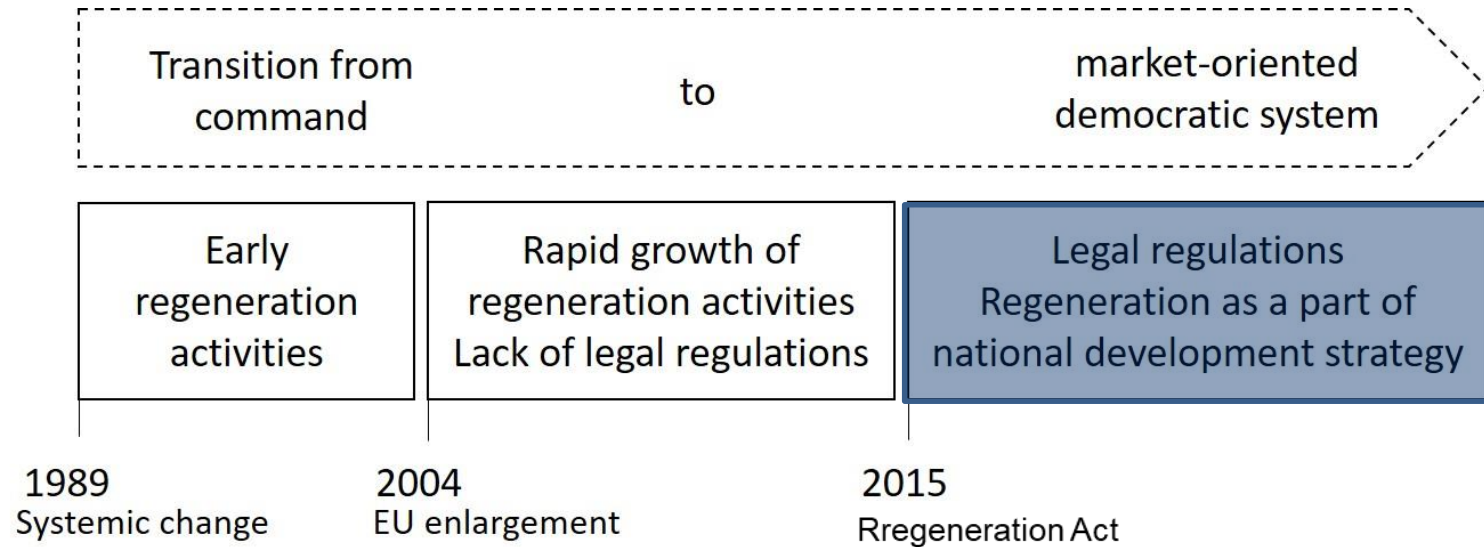 Transition from
command
to
market-oriented
democratic system
Early
regeneration
activities
Rapid growth of
regeneration activities
Lack of legal regulations
Legal regulations
Regeneration as a part of
national development strategy
1989
Systemic change
2004
EU enlargement
2015
Rregeneration Act